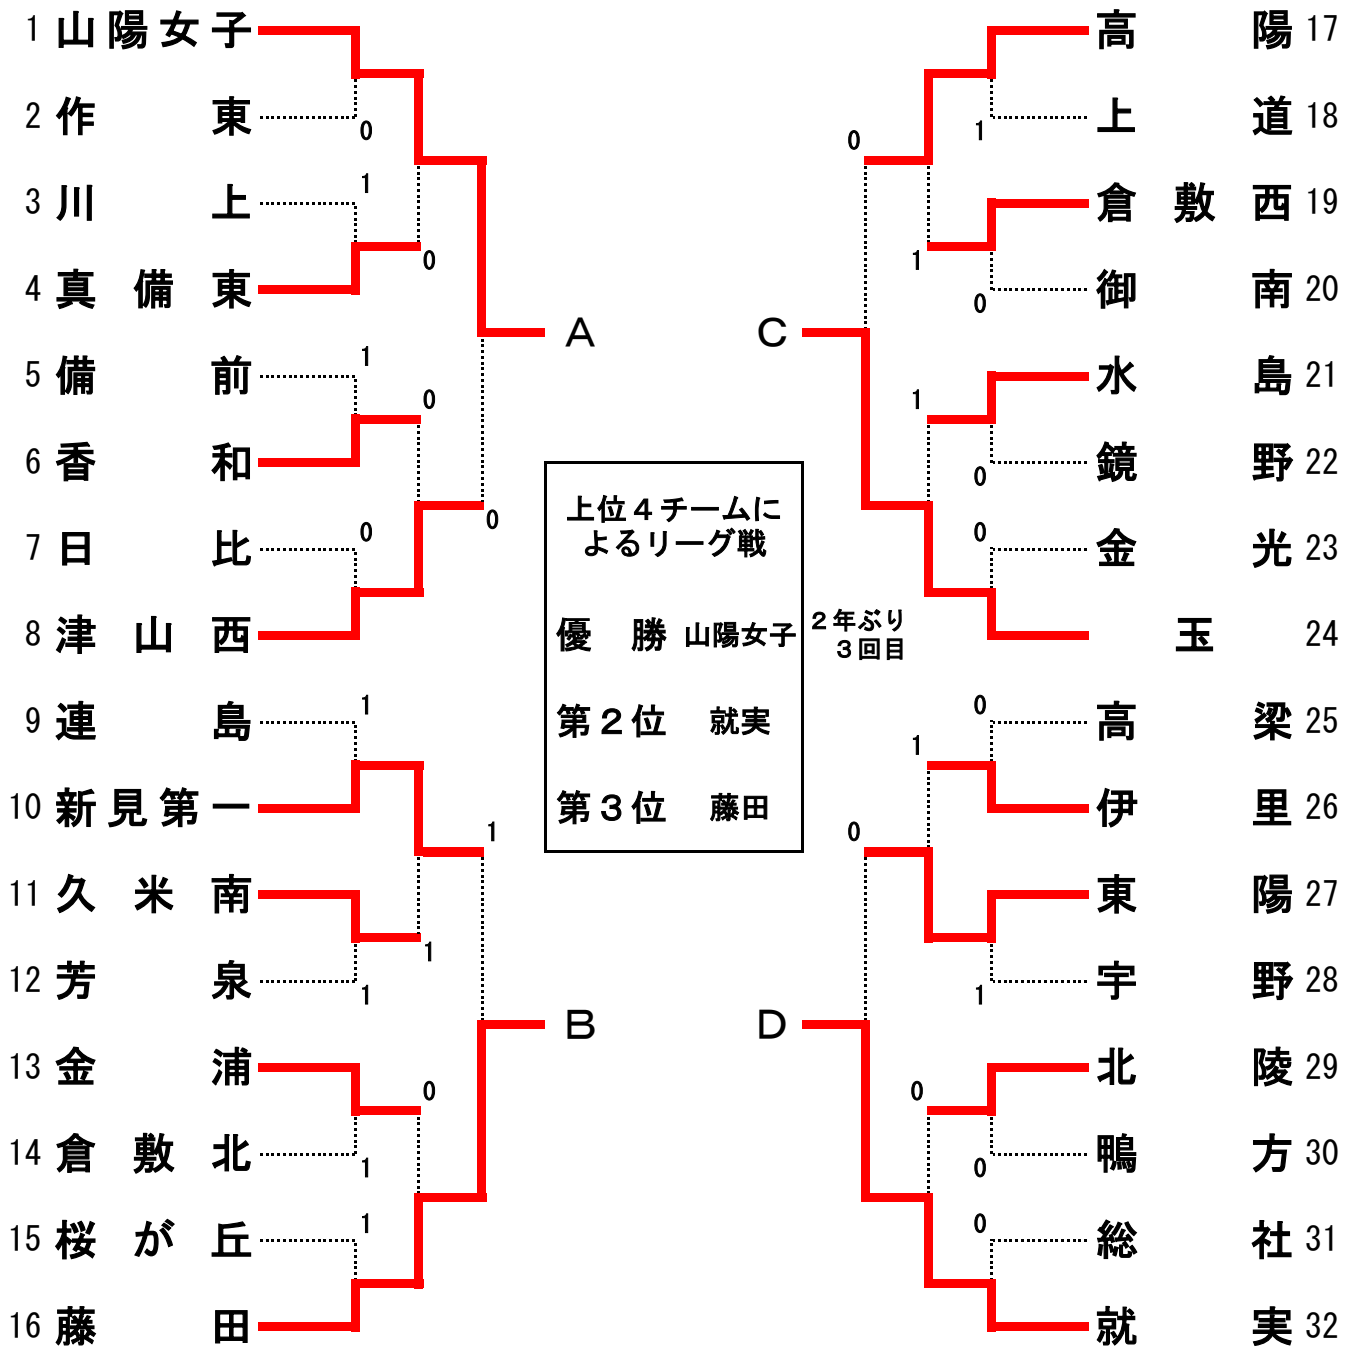 1 山陽女子
0
2 作東
1
3 川上
0
4 真備東
A
1
5 備前
0
6 香和
0
0
7 日比
8 津山西
1
9 連島
10 新見第一
1
11 久米南
1
12 芳泉
1
B
13 金浦
0
14 倉敷北
1
1
15 桜が丘
16 藤田
上位4チームに
よるリーグ戦
優勝 山陽女子
2年ぶり
3回目
第2位 就実
第3位 藤田
高陽 17
0
1
上道 18
倉敷西 19
1
0
御南 20
C
水島 21
1
0
鏡野 22
0
金光 23
玉 24
0
高梁 25
1
伊里 26
0
東陽 27
1
宇野 28
D
北陵 29
0
0
鴨方 30
0
総社 31
就実 32